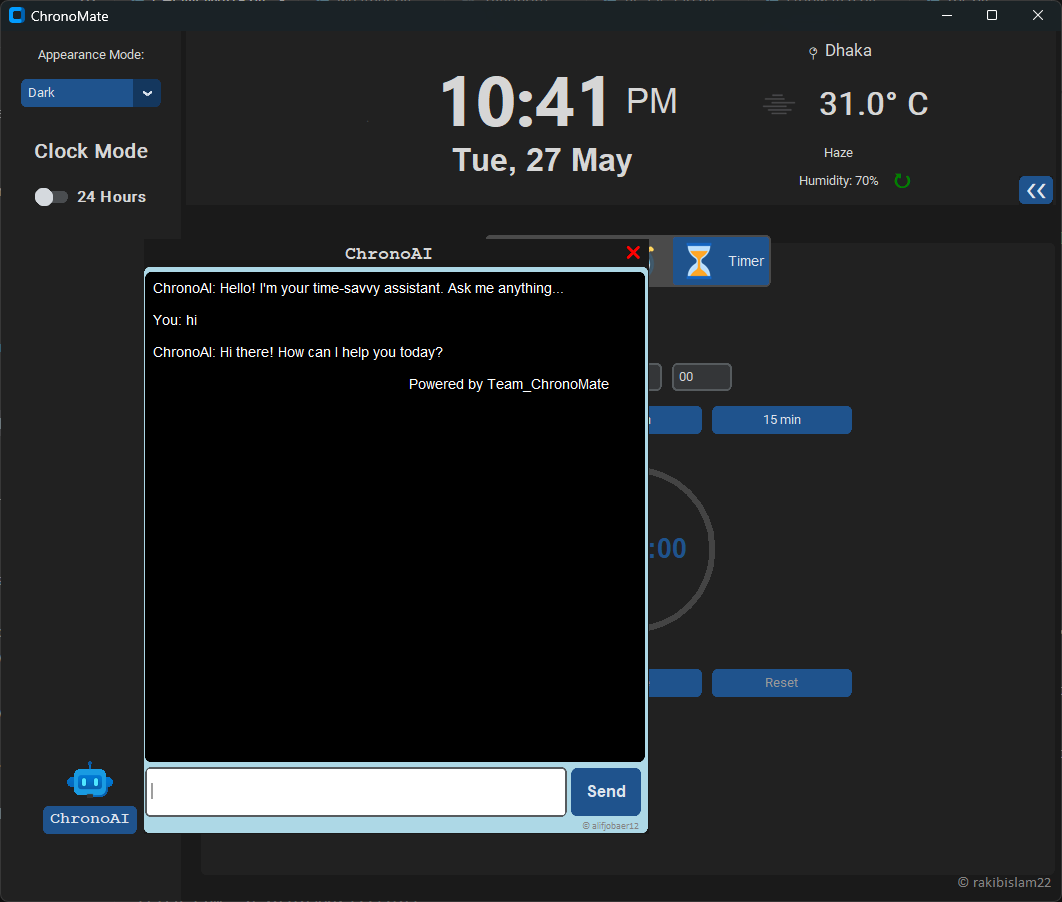 ChronoMate
Appearance Mode:
Dark
Clock Mode
24 Hours
10:41 PM
Tue, 27 May
Dhaka
31.0° C
Haze
Humidity: 70%
Timer
ChronoAI
ChronoAI: Hello! I'm your time-savvy assistant. Ask me anything...
You: hi
ChronoAI: Hi there! How can I help you today?
Powered by Team_ChronoMate
00
15 min
:00
Reset
Send
© alifjobaer12
ChronoAI
© rakibislam22